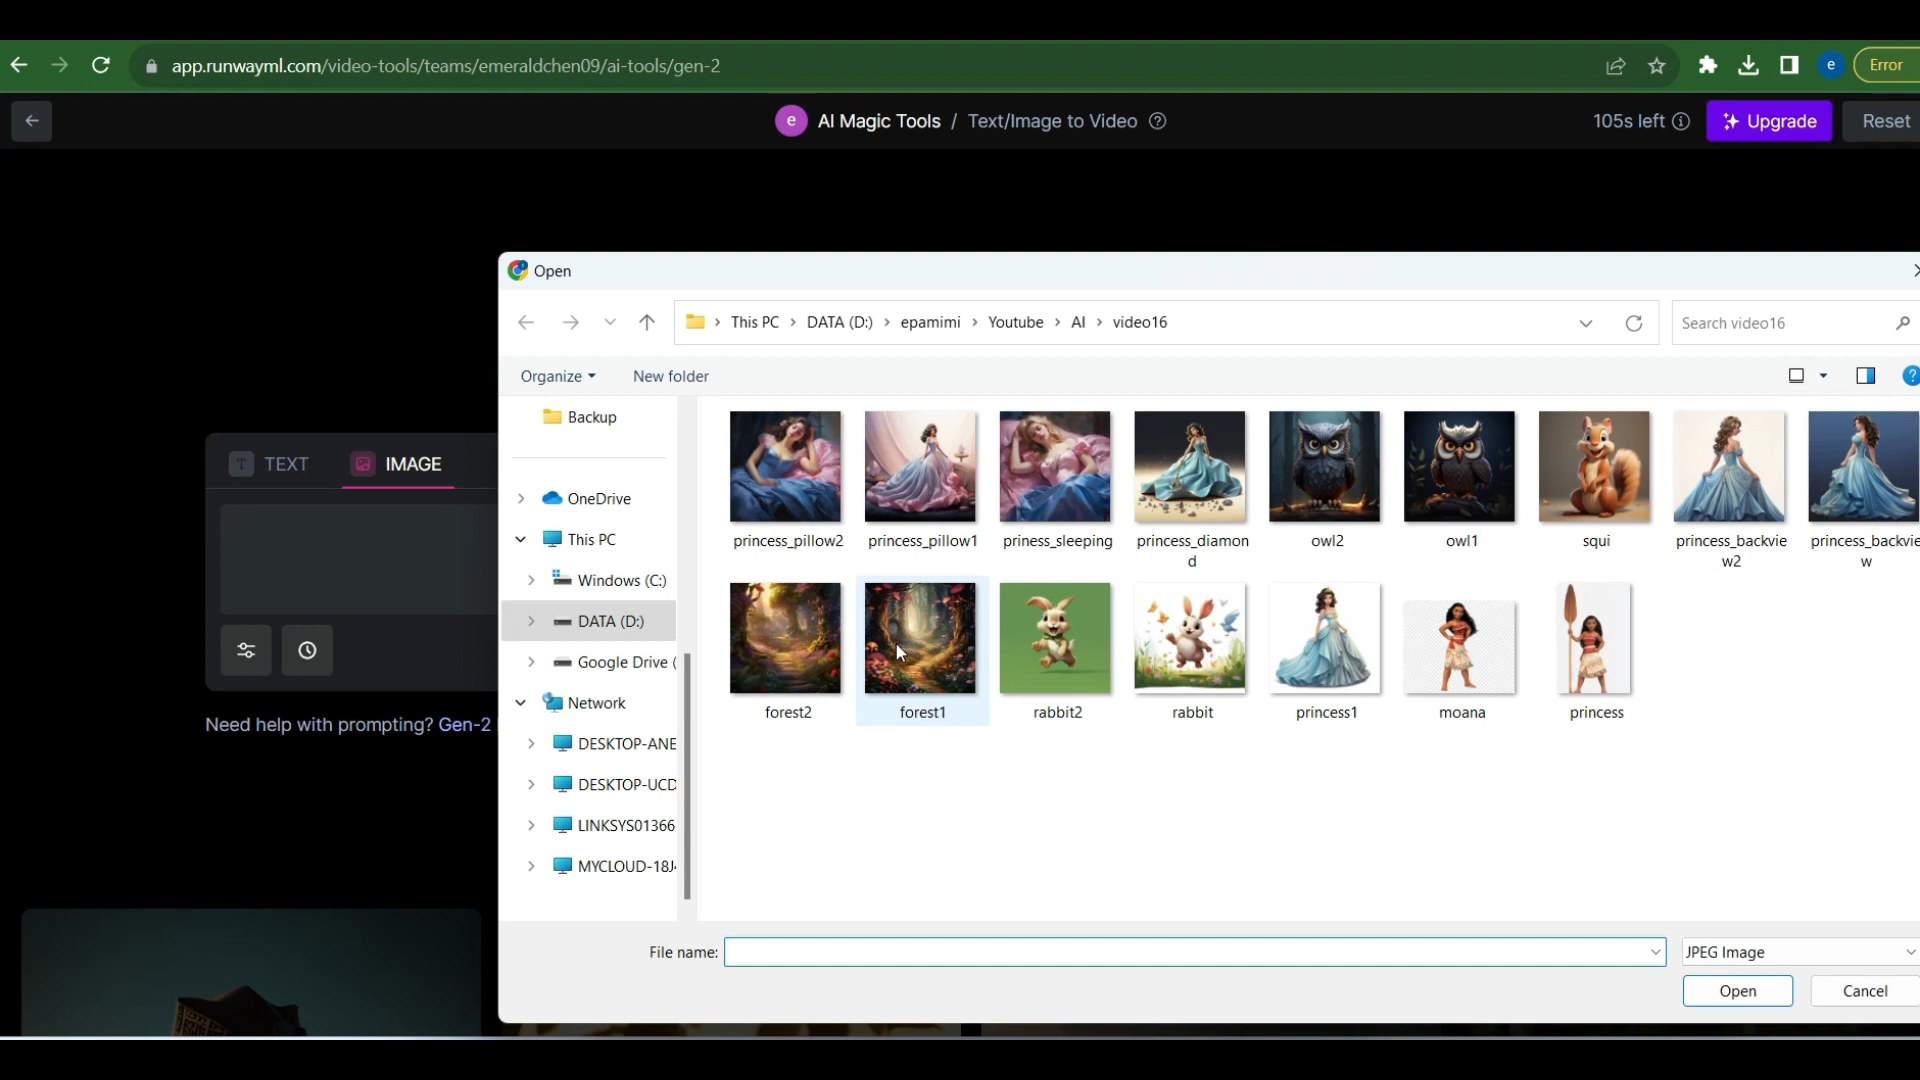 app.runwayml.com/video-tools/teams/emeraldchen09/ai-tools/gen-2
e
Error
e AI Magic Tools / Text/Image to Video
105s left
Upgrade
Reset
Open
This PC > DATA (D:) > epamimi > Youtube > AI > video16
Search video16
Organize
New folder
Backup
OneDrive
This PC
Windows (C:)
DATA (D:)
Google Drive (
Network
DESKTOP-ANE
DESKTOP-UCD
LINKSYS01366
MYCLOUD-18J
princess_pillow2
princess_pillow1
priness_sleeping
princess_diamon
d
owl2
owl1
squi
princess_backvie
w2
princess_backvie
w
forest2
forest1
rabbit2
rabbit
princess1
moana
princess
T TEXT
IMAGE
Need help with prompting? Gen-2
File name:
JPEG Image
Open
Cancel